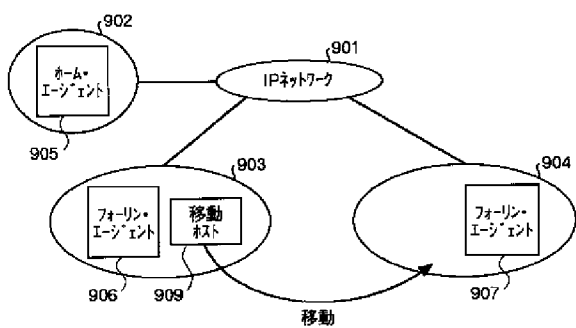 902
ホーム・
エージェント
905
901
IPネットワーク
903
フォーリン・
エージェント
906
移動
ホスト
909
移動
904
フォーリン・
エージェント
907